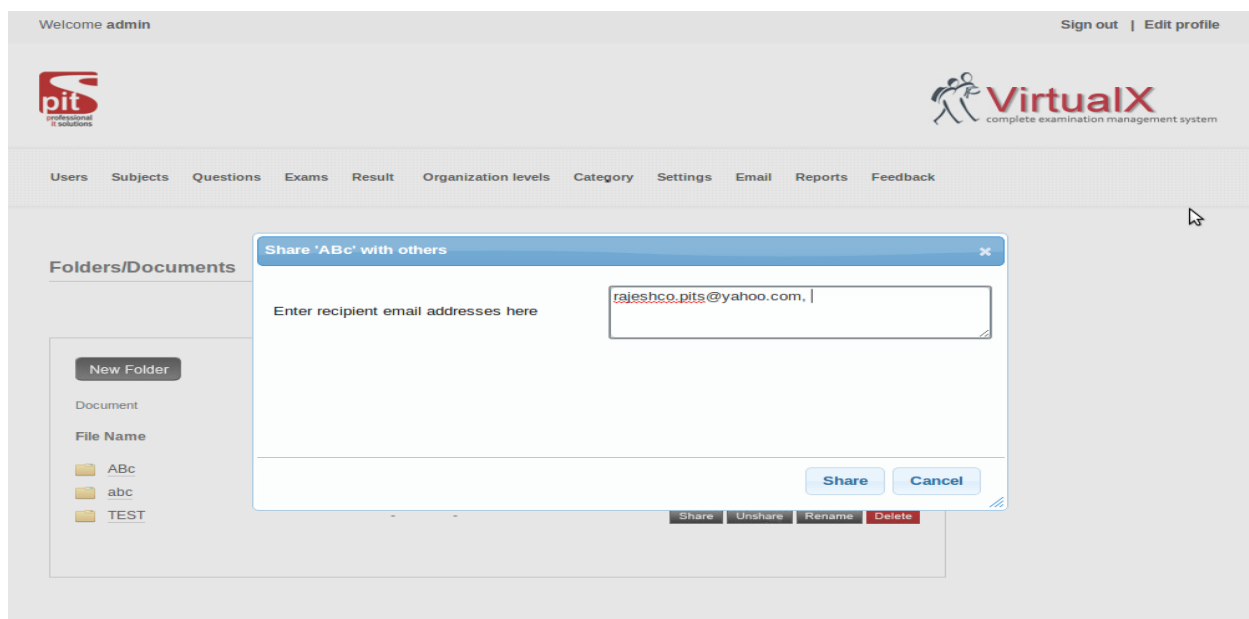 Welcome admin
Sign out | Edit profile
pit
professional
it solutions
VirtualX
complete examination management system
Users Subjects Questions Exams Result Organization levels Category Settings Email Reports Feedback
Folders/Documents
Share 'ABc' with others
Enter recipient email addresses here
rajeshco.pits@yahoo.com,
Share Cancel
New Folder
Document
File Name
ABc
abc
TEST - - Share Unshare Rename Delete